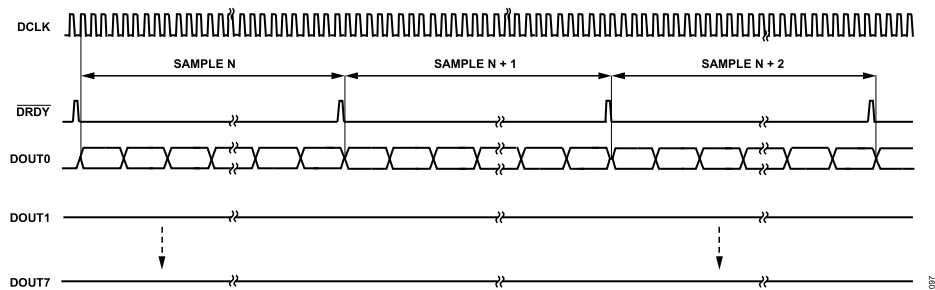 DCLK
SAMPLE N
SAMPLE N + 1
SAMPLE N + 2
DRDY
DOUT0
DOUT1
DOUT7
097